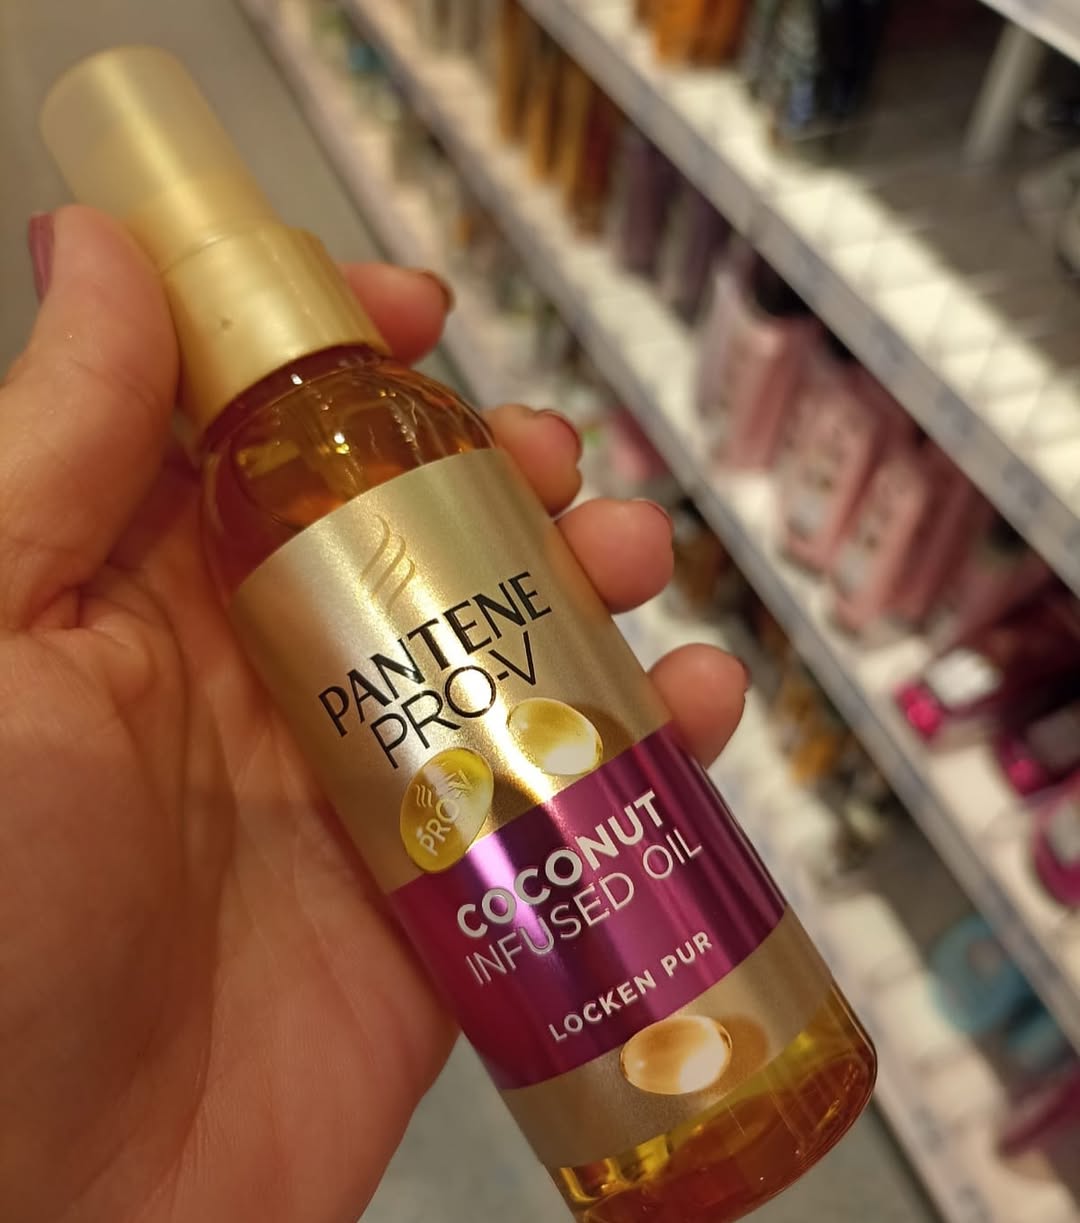 PANTENE
PRO-V
PRO-V
COCONUT
INFUSED OIL
LOCKEN PUR